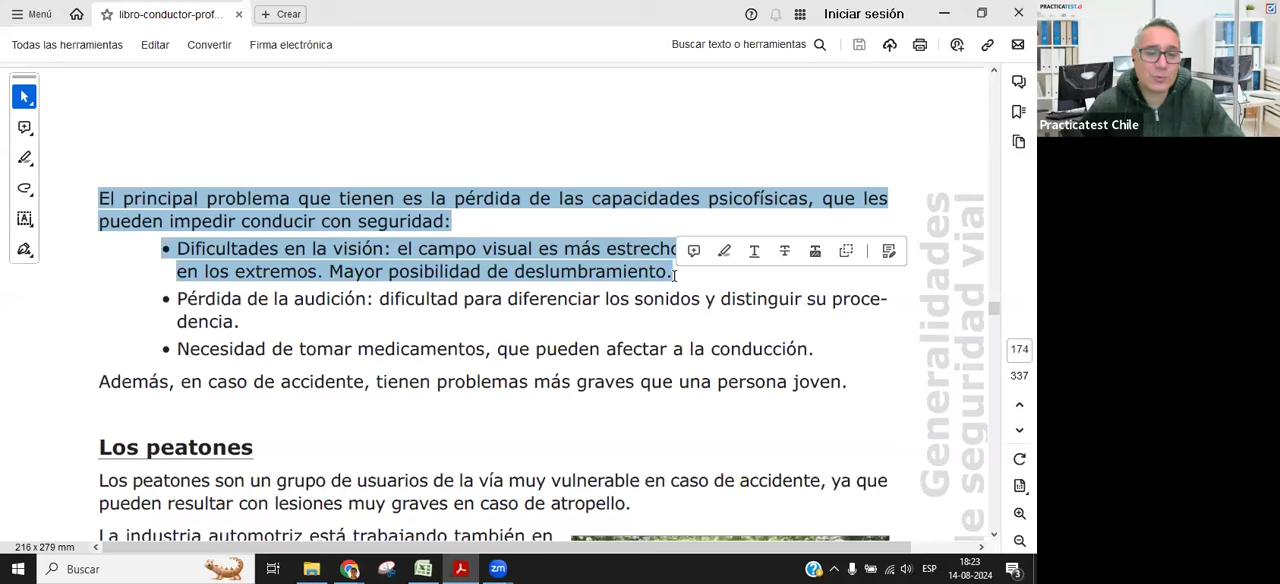 Menú
libro-conductor-prof...
Crear
Iniciar sesión
Todas las herramientas
Editar
Convertir
Firma electrónica
Buscar texto o herramientas
PRACTICATEST.cl
Practicatest Chile
El principal problema que tienen es la pérdida de las capacidades psicofísicas, que les
pueden impedir conducir con seguridad:
• Dificultades en la visión: el campo visual es más estrecho
en los extremos. Mayor posibilidad de deslumbramiento.
• Pérdida de la audición: dificultad para diferenciar los sonidos y distinguir su proce-
dencia.
• Necesidad de tomar medicamentos, que pueden afectar a la conducción.
Además, en caso de accidente, tienen problemas más graves que una persona joven.
Los peatones
Los peatones son un grupo de usuarios de la vía muy vulnerable en caso de accidente, ya que
pueden resultar con lesiones muy graves en caso de atropello.
La industria automotriz está trabajando también en
Generalidades
de seguridad vial
174
337
216 x 279 mm
Buscar
ESP
18:23
14-08-2024
3